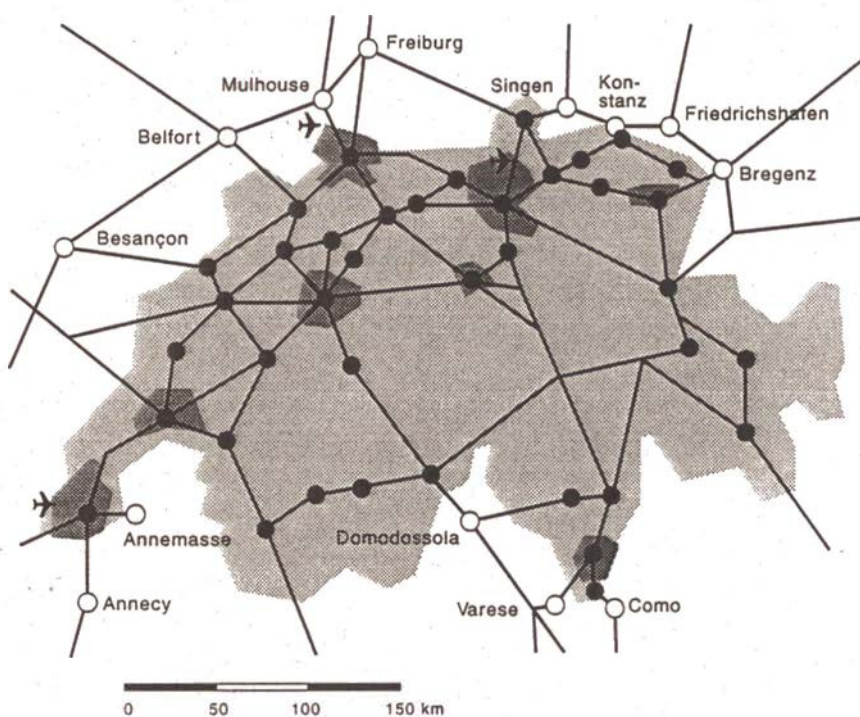 Freiburg
Mulhouse
Singen
Kon-
stanz
Friedrichshafen
Belfort
Bregenz
Besançon
Annemasse
Domodossola
Annecy
Varese
Como
0 50 100 150 km